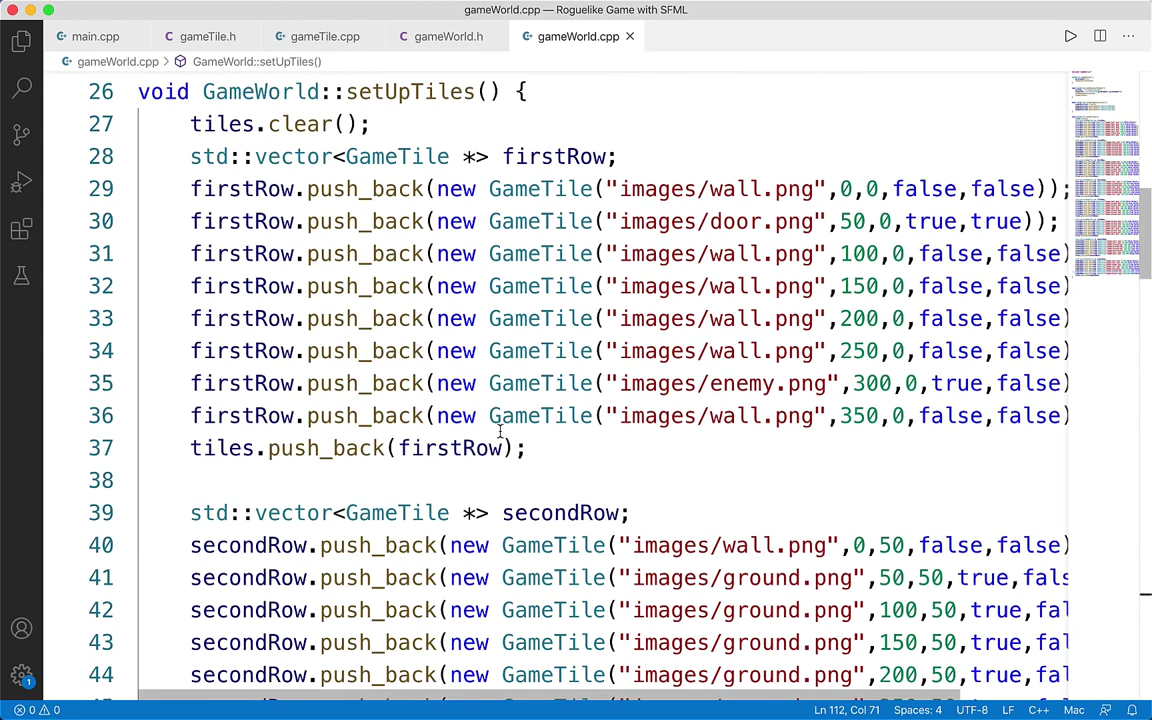 gameWorld.cpp — Roguelike Game with SFML
main.cpp
gameTile.h
gameTile.cpp
gameWorld.h
gameWorld.cpp
gameWorld.cpp > GameWorld::setUpTiles()
26 void GameWorld::setUpTiles() {
27 tiles.clear();
28 std::vector<GameTile *> firstRow;
29 firstRow.push_back(new GameTile("images/wall.png",0,0,false,false));
30 firstRow.push_back(new GameTile("images/door.png",50,0,true,true));
31 firstRow.push_back(new GameTile("images/wall.png",100,0,false,false)
32 firstRow.push_back(new GameTile("images/wall.png",150,0,false,false)
33 firstRow.push_back(new GameTile("images/wall.png",200,0,false,false)
34 firstRow.push_back(new GameTile("images/wall.png",250,0,false,false)
35 firstRow.push_back(new GameTile("images/enemy.png",300,0,true,false)
36 firstRow.push_back(new GameTile("images/wall.png",350,0,false,false)
37 tiles.push_back(firstRow);
38
39 std::vector<GameTile *> secondRow;
40 secondRow.push_back(new GameTile("images/wall.png",0,50,false,false)
41 secondRow.push_back(new GameTile("images/ground.png",50,50,true,fals
42 secondRow.push_back(new GameTile("images/ground.png",100,50,true,fal
43 secondRow.push_back(new GameTile("images/ground.png",150,50,true,fal
44 secondRow.push_back(new GameTile("images/ground.png",200,50,true,fal
1
0 0
Ln 112, Col 71
Spaces: 4
UTF-8
LF
C++
Mac